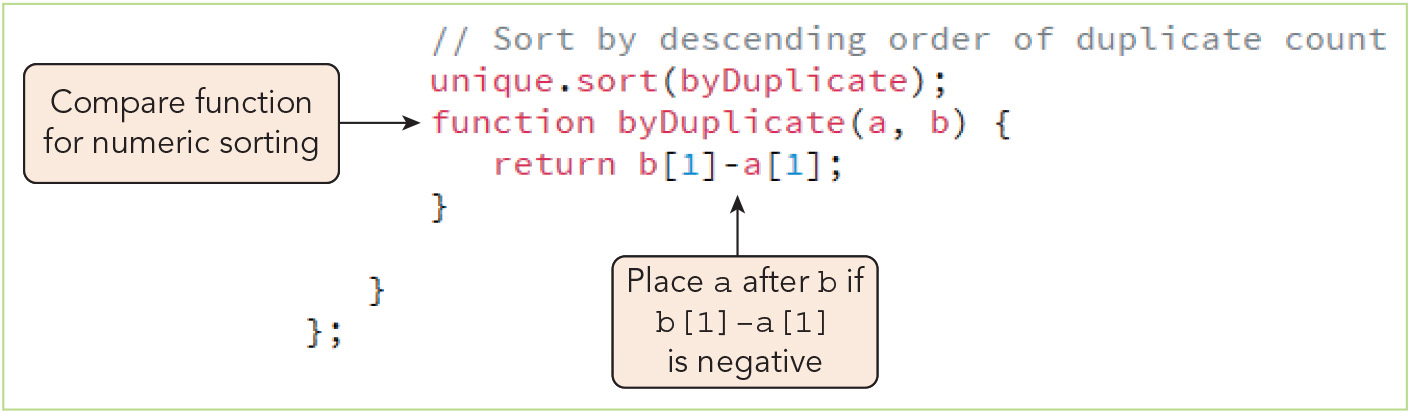 // Sort by descending order of duplicate count
unique.sort(byDuplicate);
Compare function
for numeric sorting
function byDuplicate(a, b) {
return b[1]-a[1];
}
Place a after b if
b[1]–a[1]
is negative
}
};